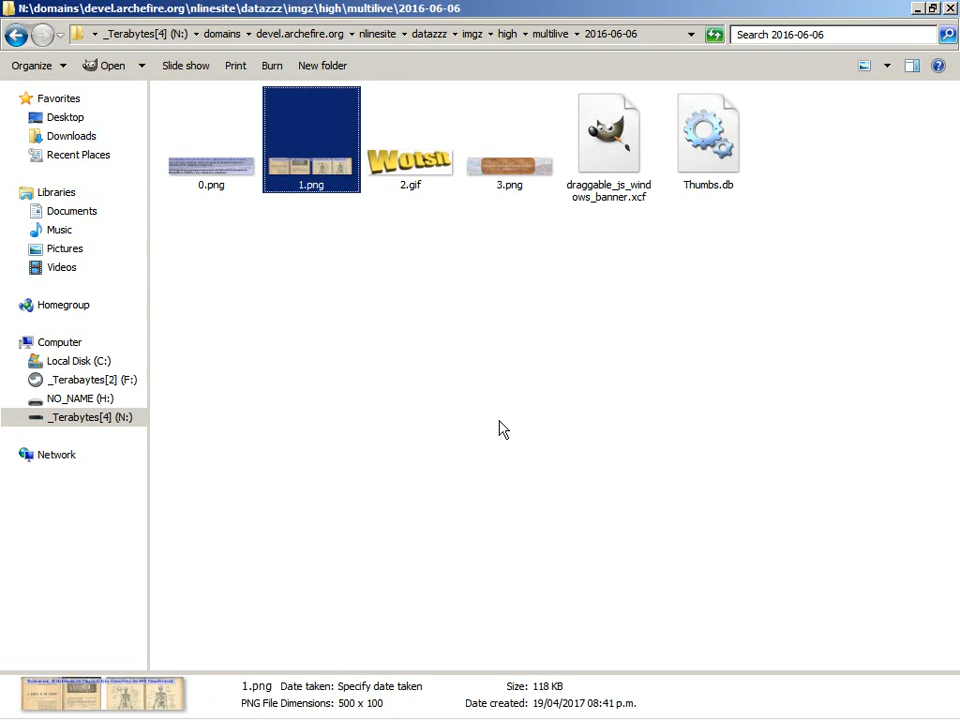 N:\domains\devel.archefire.org\nlinesite\datazzz\imgz\high\multilive\2016-06-06
_Terabytes[4] (N:) domains devel.archefire.org nlinesite datazzz imgz high multilive 2016-06-06 Search 2016-06-06
Organize Open Slide show Print Burn New folder
Favorites
Desktop
Downloads
Recent Places
Libraries
Documents
Music
Pictures
Videos
Homegroup
Computer
Local Disk (C:)
_Terabaytes[2] (F:)
NO_NAME (H:)
_Terabytes[4] (N:)
Network
Wotsit
0.png 1.png 2.gif 3.png draggable_js_wind
ows_banner.xcf Thumbs.db
1.png Date taken: Specify date taken Size: 118 KB
PNG File Dimensions: 500 x 100 Date created: 19/04/2017 08:41 p.m.